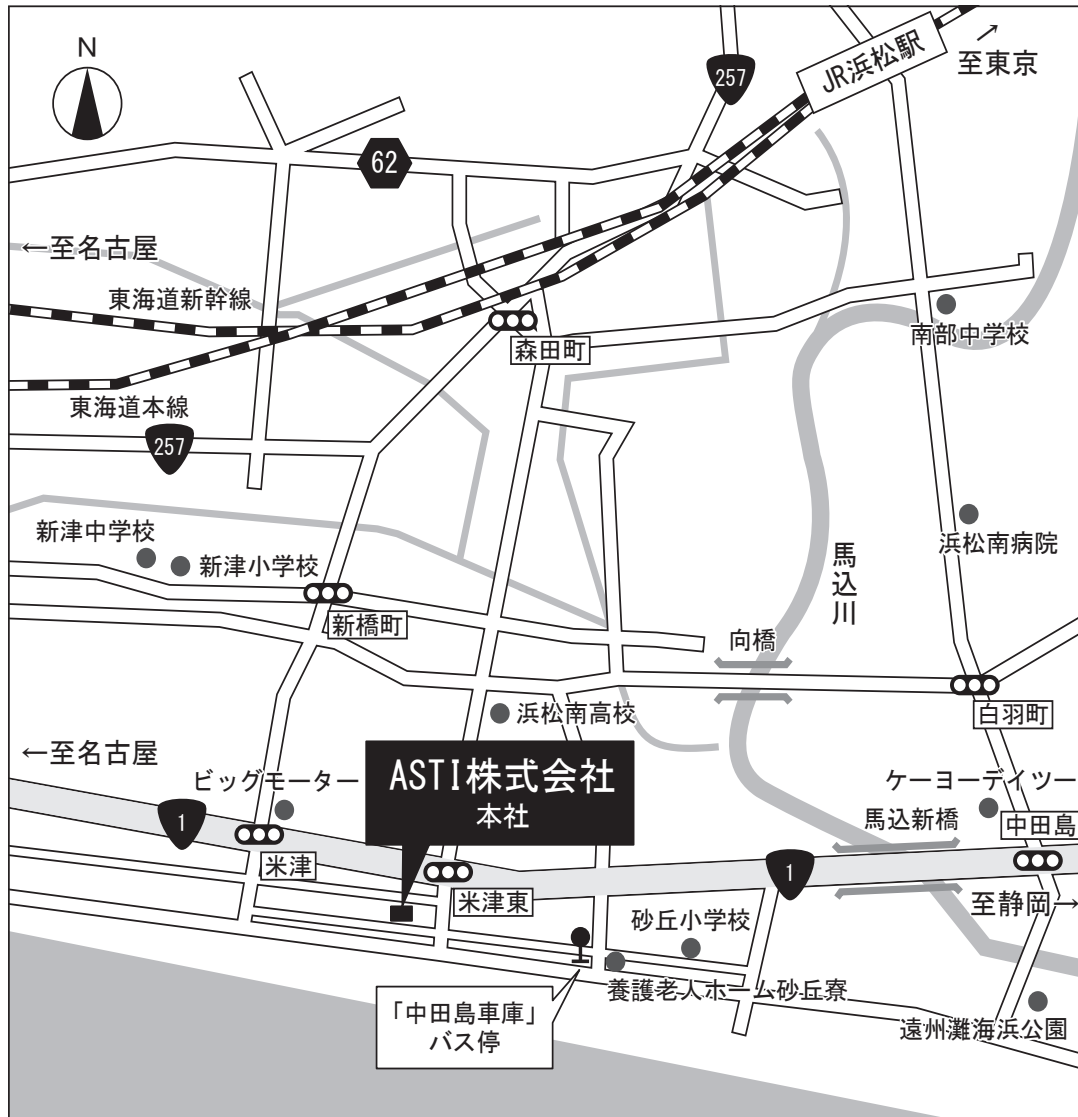 N
257
JR浜松駅
至東京
62
←至名古屋
東海道新幹線
南部中学校
森田町
東海道本線
257
新津中学校
新津小学校
浜松南病院
馬込川
新橋町
向橋
浜松南高校
白羽町
←至名古屋
ビッグモーター
ASTI株式会社
本社
ケーヨーデイツー
1
馬込新橋
中田島
米津
1
米津東
砂丘小学校
至静岡→
養護老人ホーム砂丘寮
「中田島車庫」
バス停
遠州灘海浜公園